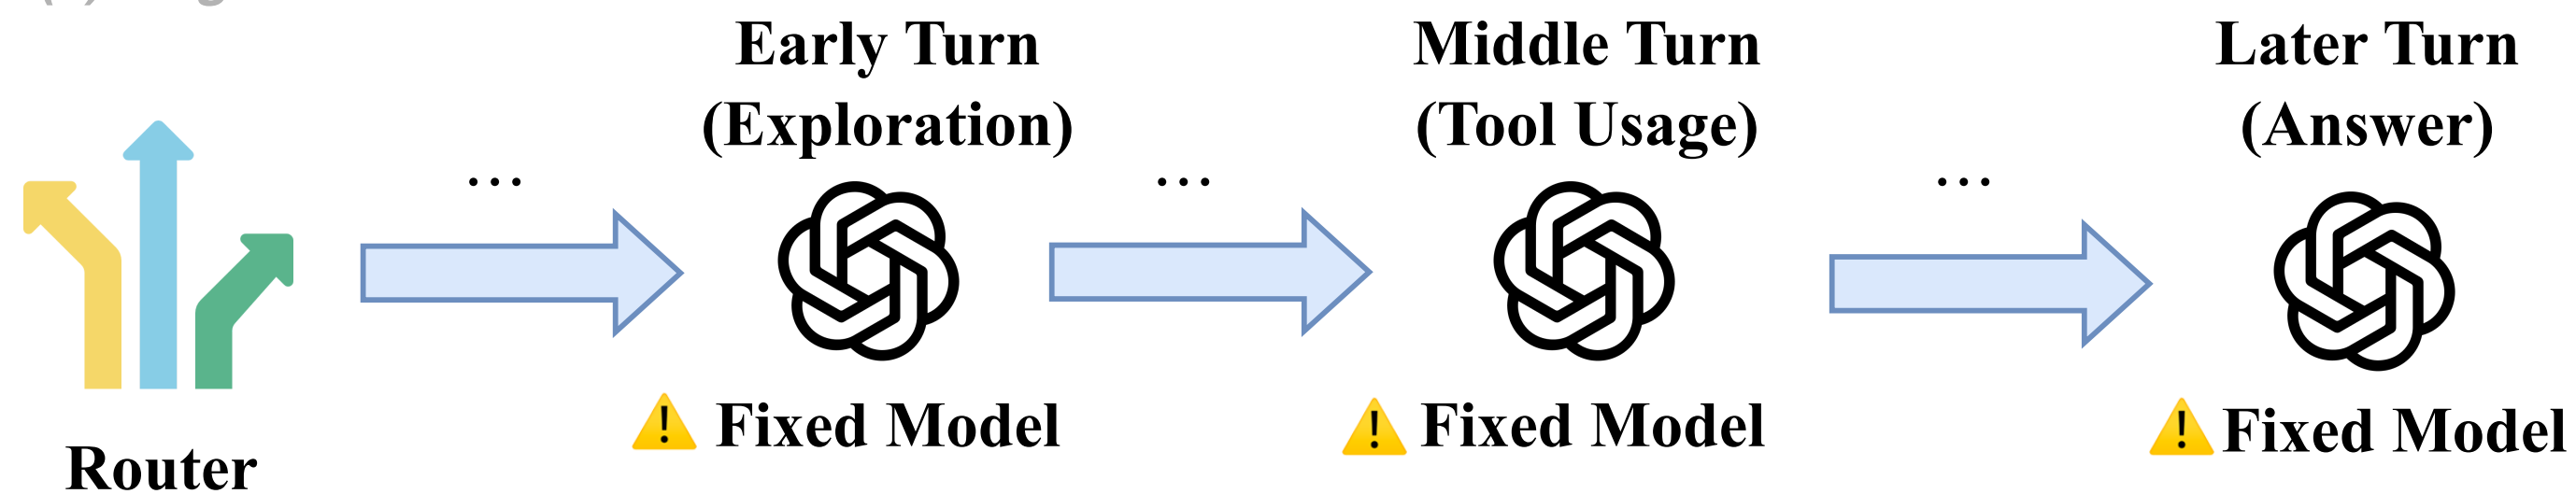 Early Turn
(Exploration)
Middle Turn
(Tool Usage)
Later Turn
(Answer)
...
...
...
Fixed Model
Fixed Model
Fixed Model
Router